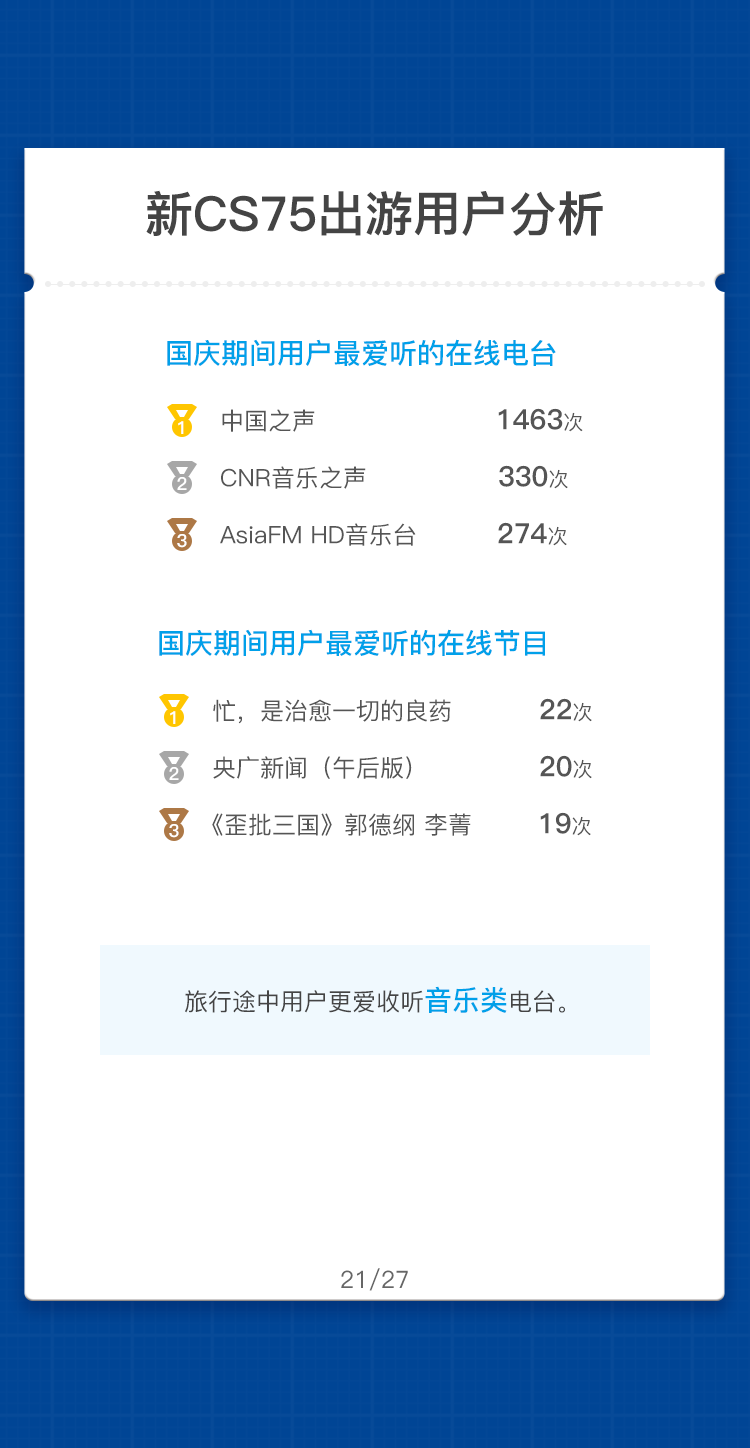 新CS75出游用户分析
国庆期间用户最爱听的在线电台
1 中国之声 1463次
2 CNR音乐之声 330次
3 AsiaFM HD音乐台 274次
国庆期间用户最爱听的在线节目
1 忙，是治愈一切的良药 22次
2 央广新闻（午后版） 20次
3 《歪批三国》郭德纲 李菁 19次
旅行途中用户更爱收听音乐类电台。
21/27